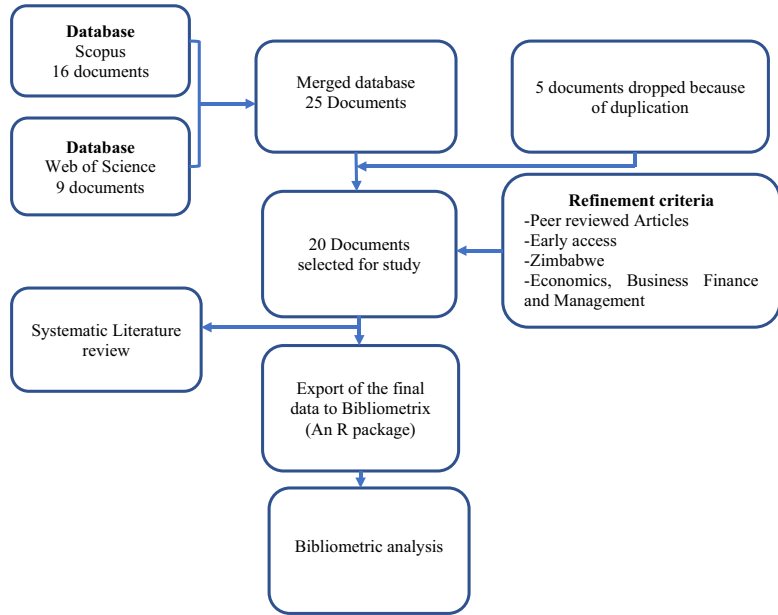 Database
Scopus
16 documents
Database
Web of Science
9 documents
Merged database
25 Documents
5 documents dropped because
of duplication
20 Documents
selected for study
Refinement criteria
-Peer reviewed Articles
-Early access
-Zimbabwe
-Economics, Business Finance
and Management
Systematic Literature
review
Export of the final
data to Bibliometrix
(An R package)
Bibliometric analysis